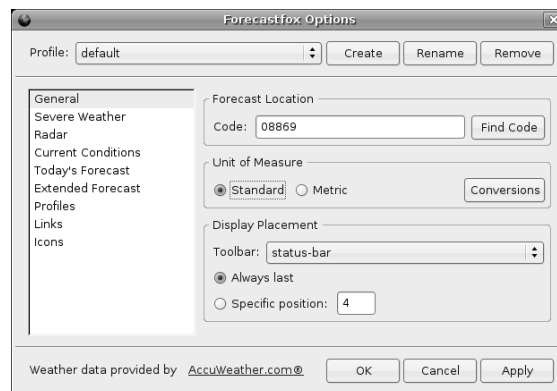 Forecastfox Options
Profile: default Create Rename Remove
General
Severe Weather
Radar
Current Conditions
Today's Forecast
Extended Forecast
Profiles
Links
Icons
Forecast Location
Code: 08869 Find Code
Unit of Measure
Standard Metric Conversions
Display Placement
Toolbar: status-bar
Always last
Specific position: 4
Weather data provided by AccuWeather.com® OK Cancel Apply